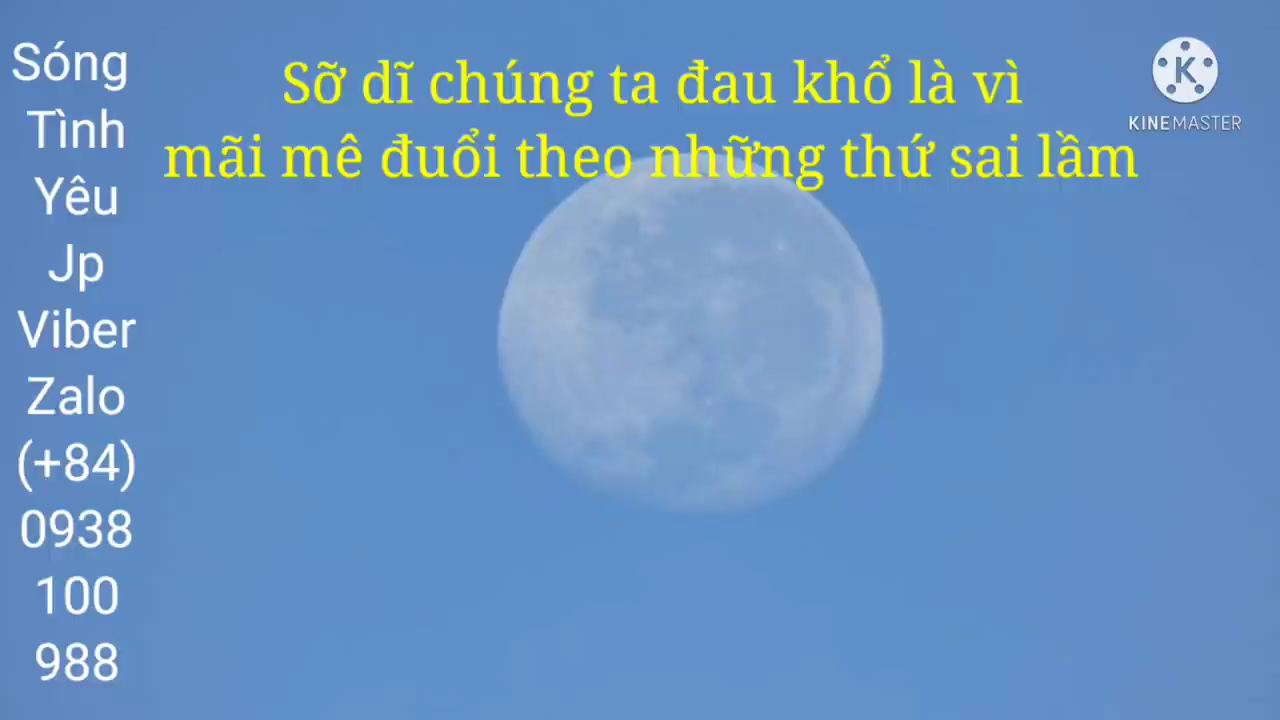 Sóng
Tình
Yêu
Jp
Viber
Zalo
(+84)
0938
100
988
Sỡ dĩ chúng ta đau khổ là vì
mãi mê đuổi theo những thứ sai lầm
K
KINEMASTER